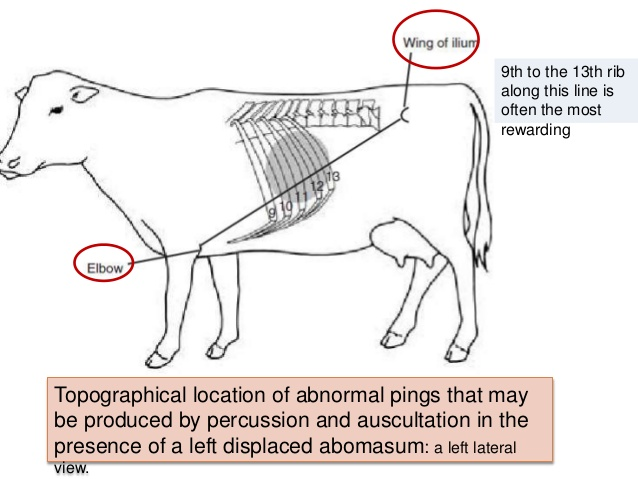 Wing of ilium
9th to the 13th rib
along this line is
often the most
rewarding
13
12
11
10
9
Elbow
Topographical location of abnormal pings that may
be produced by percussion and auscultation in the
presence of a left displaced abomasum: a left lateral
view.